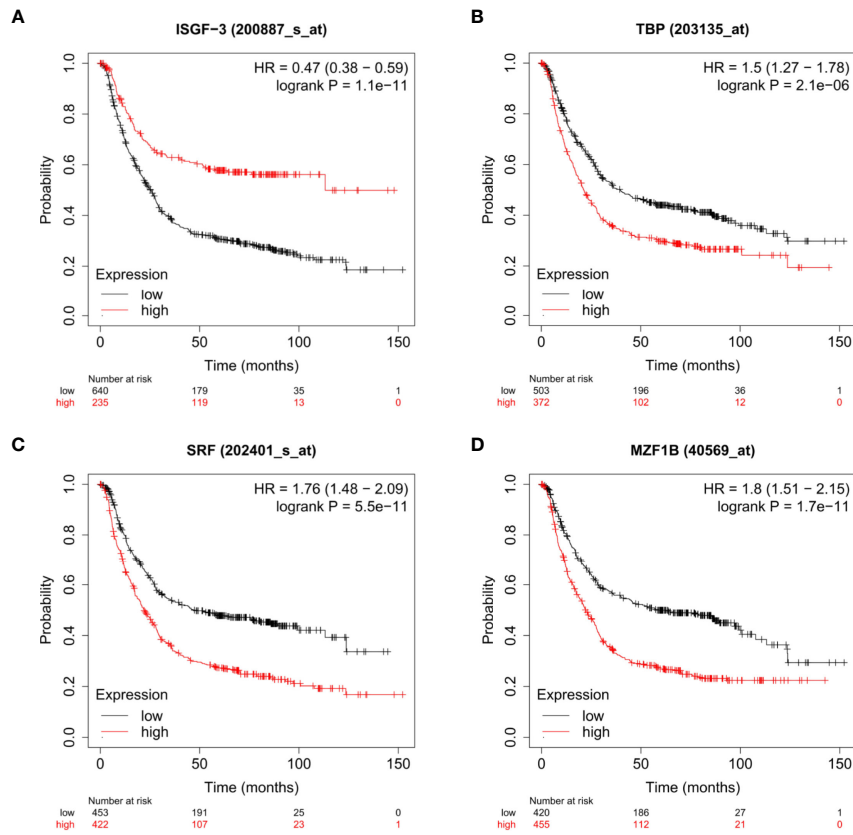 A
ISGF−3 (200887_s_at)
HR = 0.47 (0.38 − 0.59)
logrank P = 1.1e−11
Probability
1.0
0.8
0.6
0.4
0.2
0.0
Expression
low
high
0 50 100 150
Time (months)
Number at risk
low 640 179 35 1
high 235 119 13 0
B
TBP (203135_at)
HR = 1.5 (1.27 − 1.78)
logrank P = 2.1e−06
Probability
1.0
0.8
0.6
0.4
0.2
0.0
Expression
low
high
0 50 100 150
Time (months)
Number at risk
low 503 196 36 1
high 372 102 12 0
C
SRF (202401_s_at)
HR = 1.76 (1.48 − 2.09)
logrank P = 5.5e−11
Probability
1.0
0.8
0.6
0.4
0.2
0.0
Expression
low
high
0 50 100 150
Time (months)
Number at risk
low 453 191 25 0
high 422 107 23 1
D
MZF1B (40569_at)
HR = 1.8 (1.51 − 2.15)
logrank P = 1.7e−11
Probability
1.0
0.8
0.6
0.4
0.2
0.0
Expression
low
high
0 50 100 150
Time (months)
Number at risk
low 420 186 27 1
high 455 112 21 0